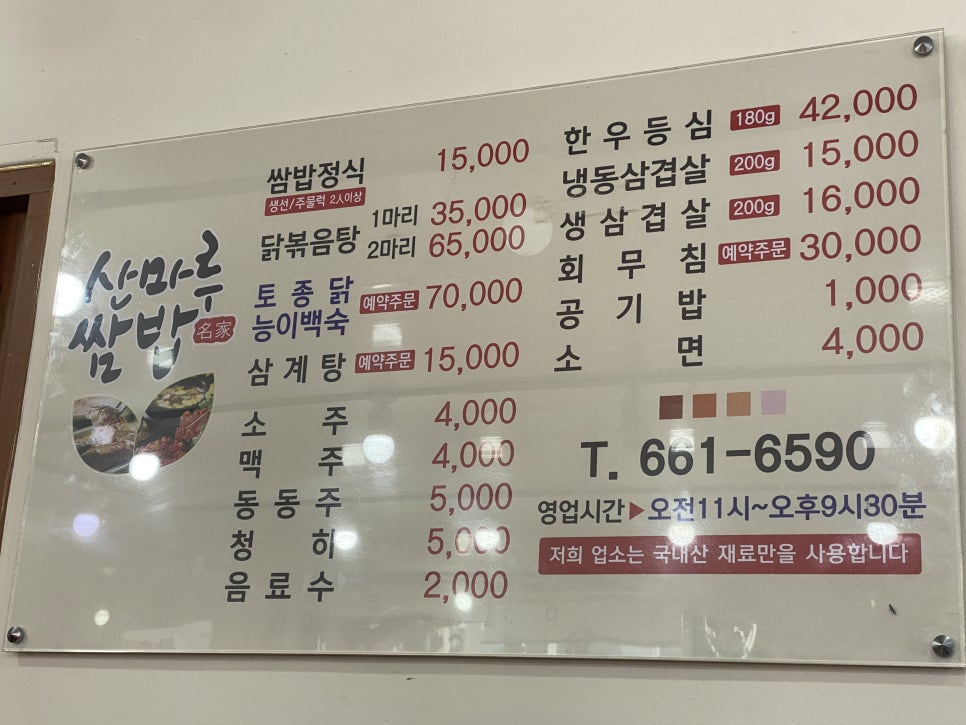 산마루
쌈밥 名家
쌈밥정식 15,000
생선/주물럭 2人이상
닭볶음탕 1마리 35,000
2마리 65,000
토종닭
능이백숙 예약주문 70,000
삼계탕 예약주문 15,000
소주 4,000
맥주 4,000
동동주 5,000
청하 5,000
음료수 2,000
한우등심 180g 42,000
냉동삼겹살 200g 15,000
생삼겹살 200g 16,000
회무침 예약주문 30,000
공기밥 1,000
소면 4,000
T. 661-6590
영업시간▶오전11시~오후9시30분
저희 업소는 국내산 재료만을 사용합니다